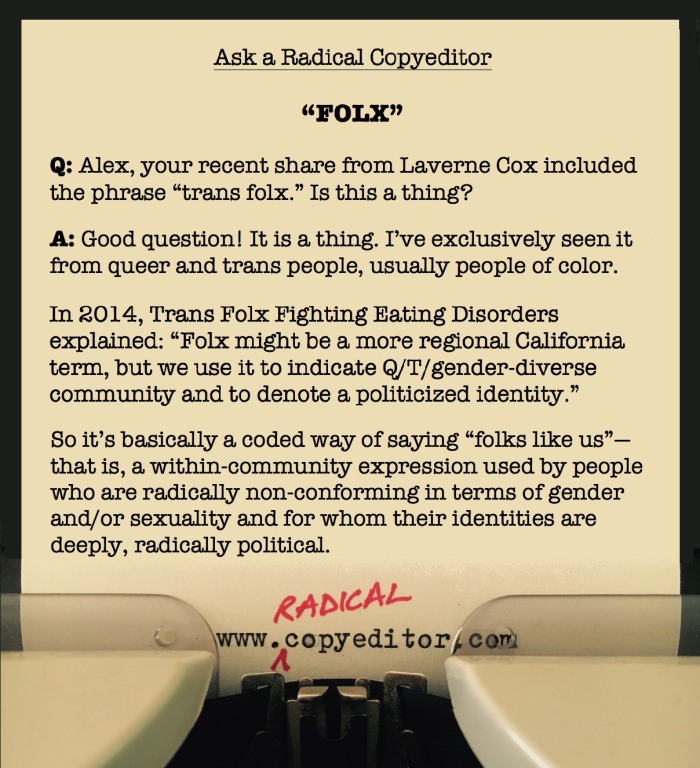 Ask a Radical Copyeditor
“FOLX”
Q: Alex, your recent share from Laverne Cox included
the phrase “trans folx.” Is this a thing?
A: Good question! It is a thing. I’ve exclusively seen it
from queer and trans people, usually people of color.
In 2014, Trans Folx Fighting Eating Disorders
explained: “Folx might be a more regional California
term, but we use it to indicate Q/T/gender-diverse
community and to denote a politicized identity.”
So it’s basically a coded way of saying “folks like us”—
that is, a within-community expression used by people
who are radically non-conforming in terms of gender
and/or sexuality and for whom their identities are
deeply, radically political.
RADICAL
www.copyeditor.com